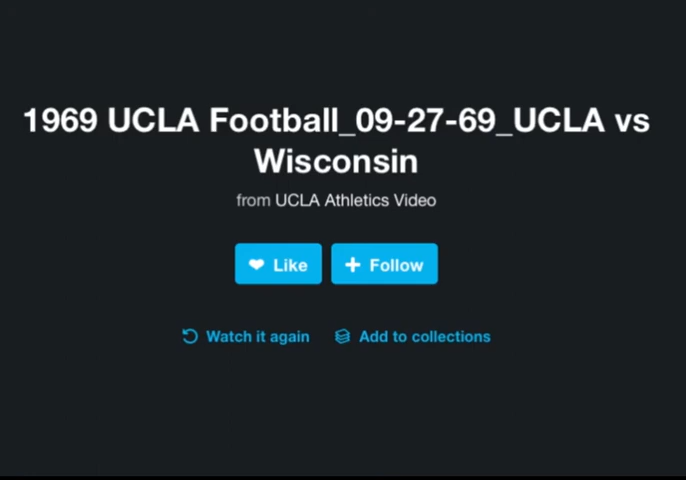 1969 UCLA Football_09-27-69_UCLA vs
Wisconsin
from UCLA Athletics Video
Like
Follow
Watch it again
Add to collections